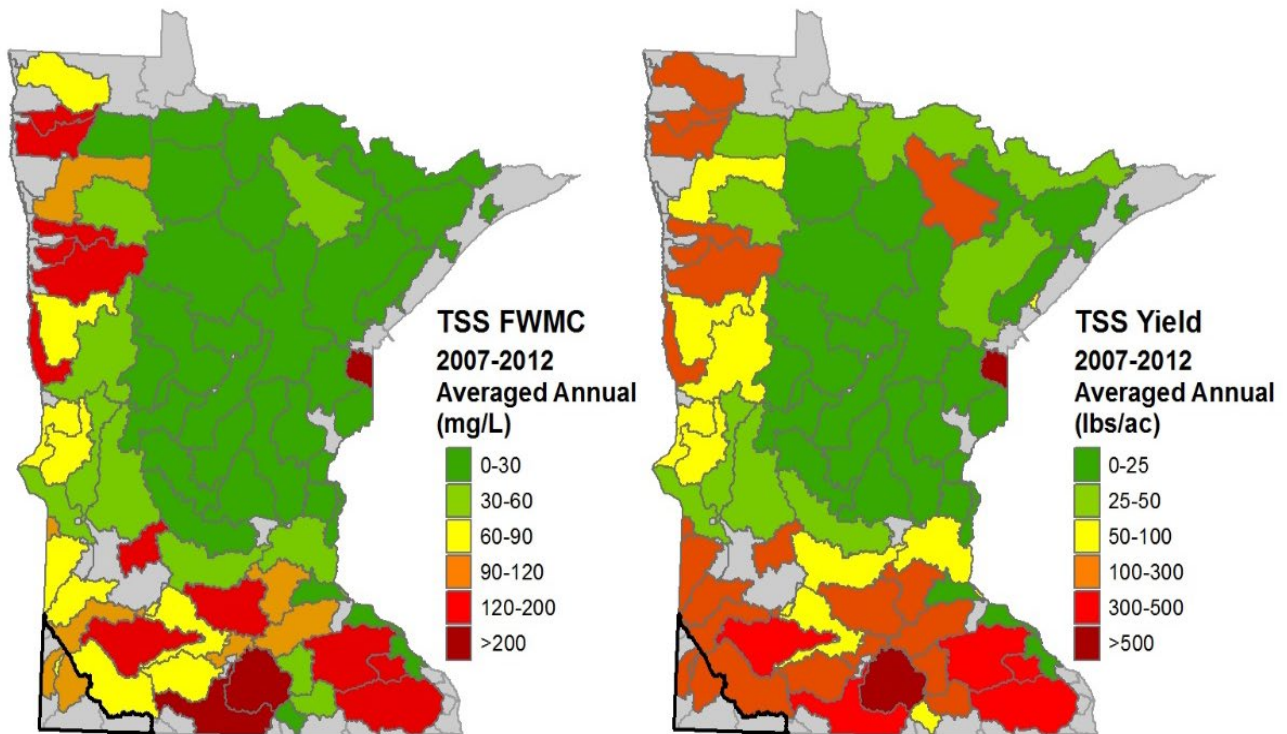 TSS FWMC
2007-2012
Averaged Annual
(mg/L)
0-30
30-60
60-90
90-120
120-200
>200
TSS Yield
2007-2012
Averaged Annual
(lbs/ac)
0-25
25-50
50-100
100-300
300-500
>500